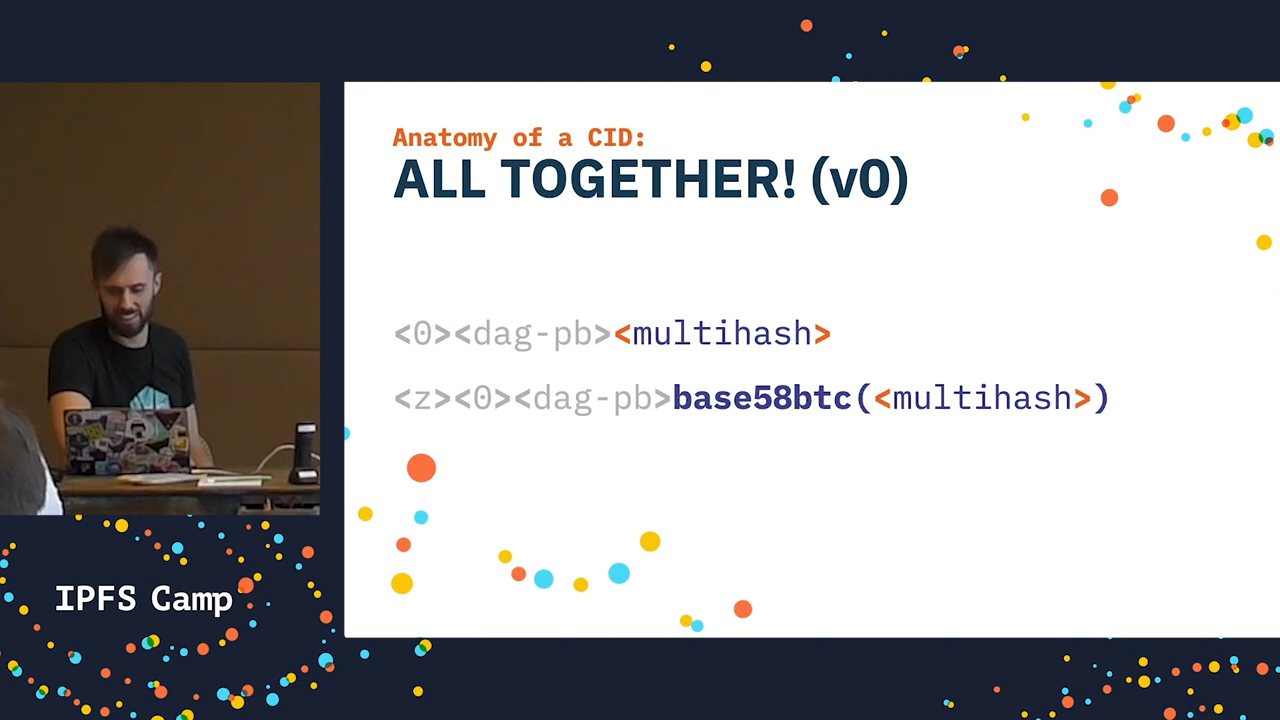 Anatomy of a CID:
ALL TOGETHER! (v0)
<0><dag-pb><multihash>
<z><0><dag-pb>base58btc(<multihash>)
IPFS Camp